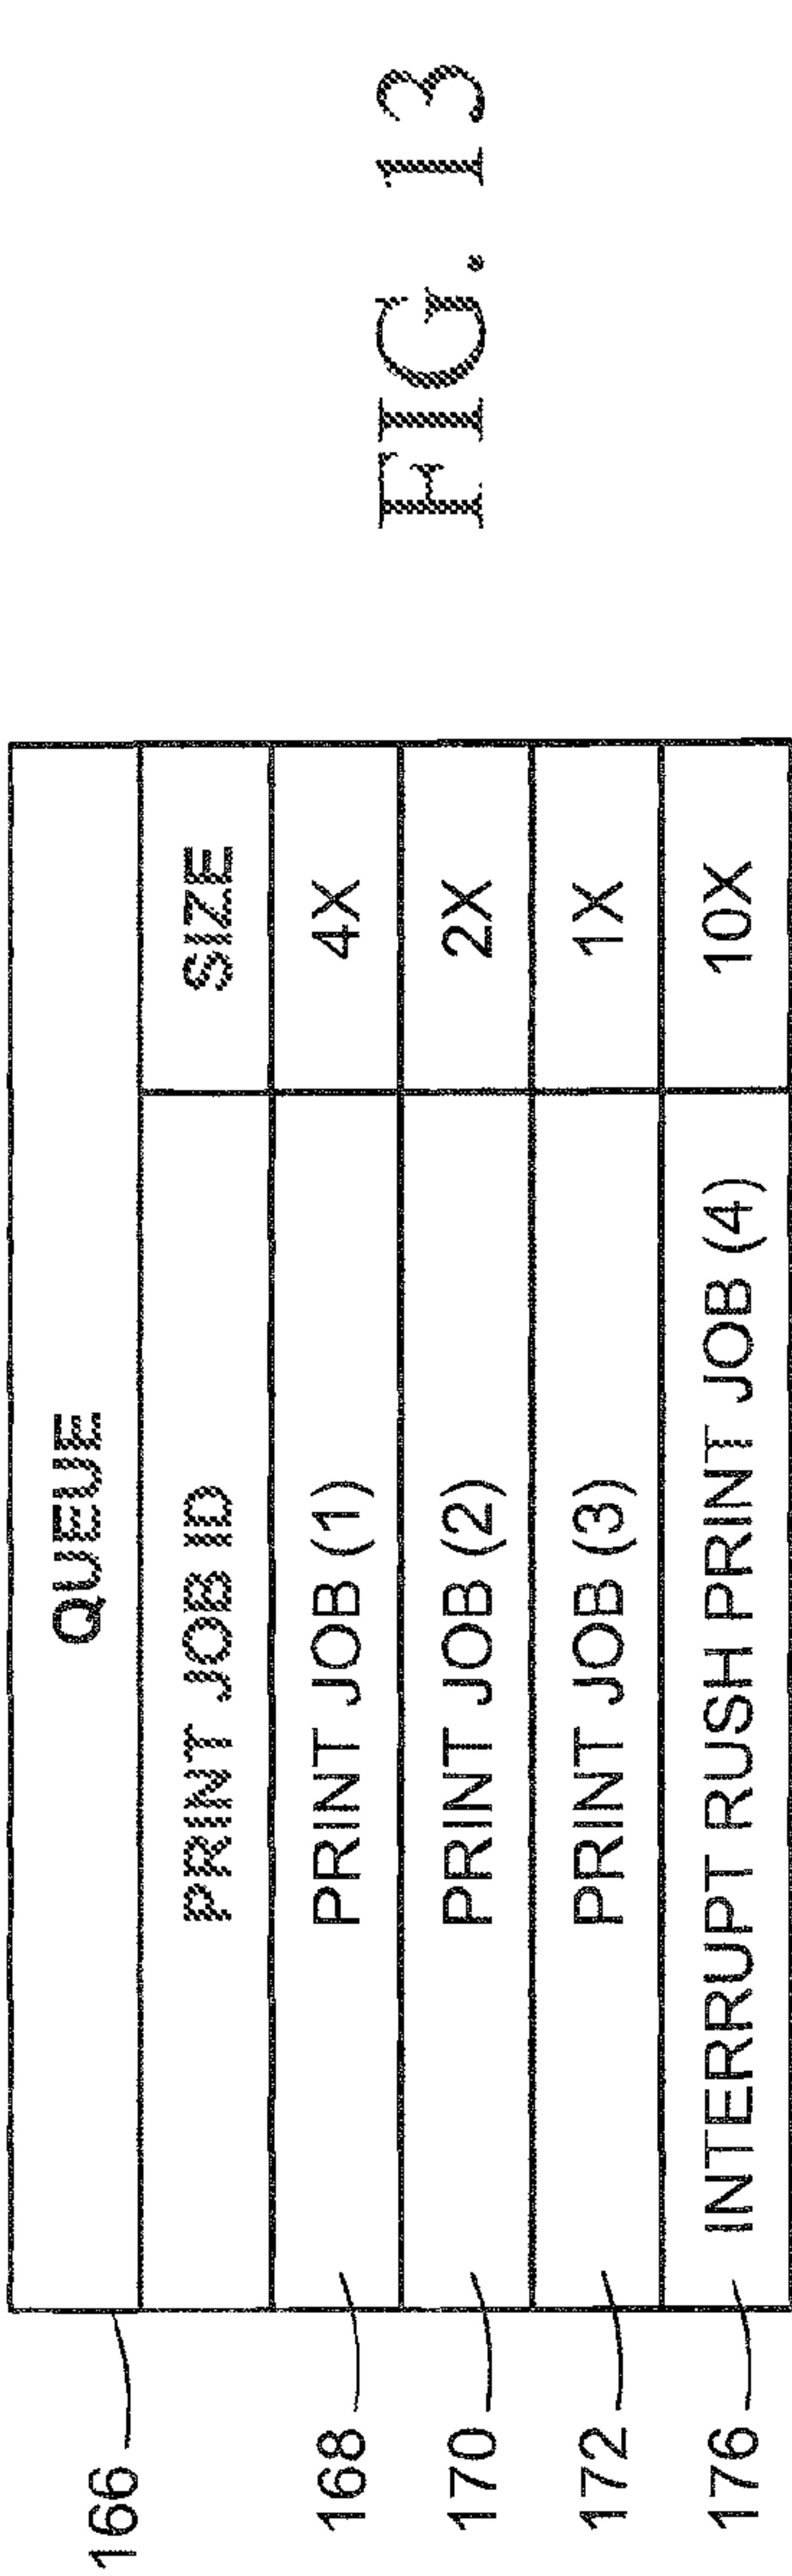 166 QUEUE
PRINT JOB ID SIZE
168 PRINT JOB (1) 4X
170 PRINT JOB (2) 2X
172 PRINT JOB (3) 1X
176 INTERRUPT RUSH PRINT JOB (4) 10X
FIG. 13